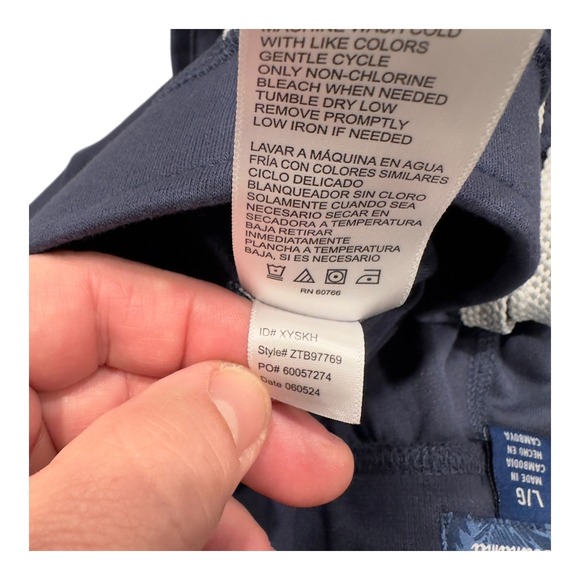 MACHINE WASH COLD
WITH LIKE COLORS
GENTLE CYCLE
ONLY NON-CHLORINE
BLEACH WHEN NEEDED
TUMBLE DRY LOW
REMOVE PROMPTLY
LOW IRON IF NEEDED
LAVAR A MÁQUINA EN AGUA
FRÍA CON COLORES SIMILARES
CICLO DELICADO
BLANQUEADOR SIN CLORO
SOLAMENTE CUANDO SEA
NECESARIO SECAR EN
SECADORA A TEMPERATURA
BAJA RETIRAR
INMEDIATAMENTE
PLANCHA A TEMPERATURA
BAJA, SI ES NECESARIO
RN 60766
ID# XYSKH
Style# ZTB97769
PO# 60057274
Date 060524
L/G
MADE IN
CAMBODIA
HECHO EN
CAMBOYA